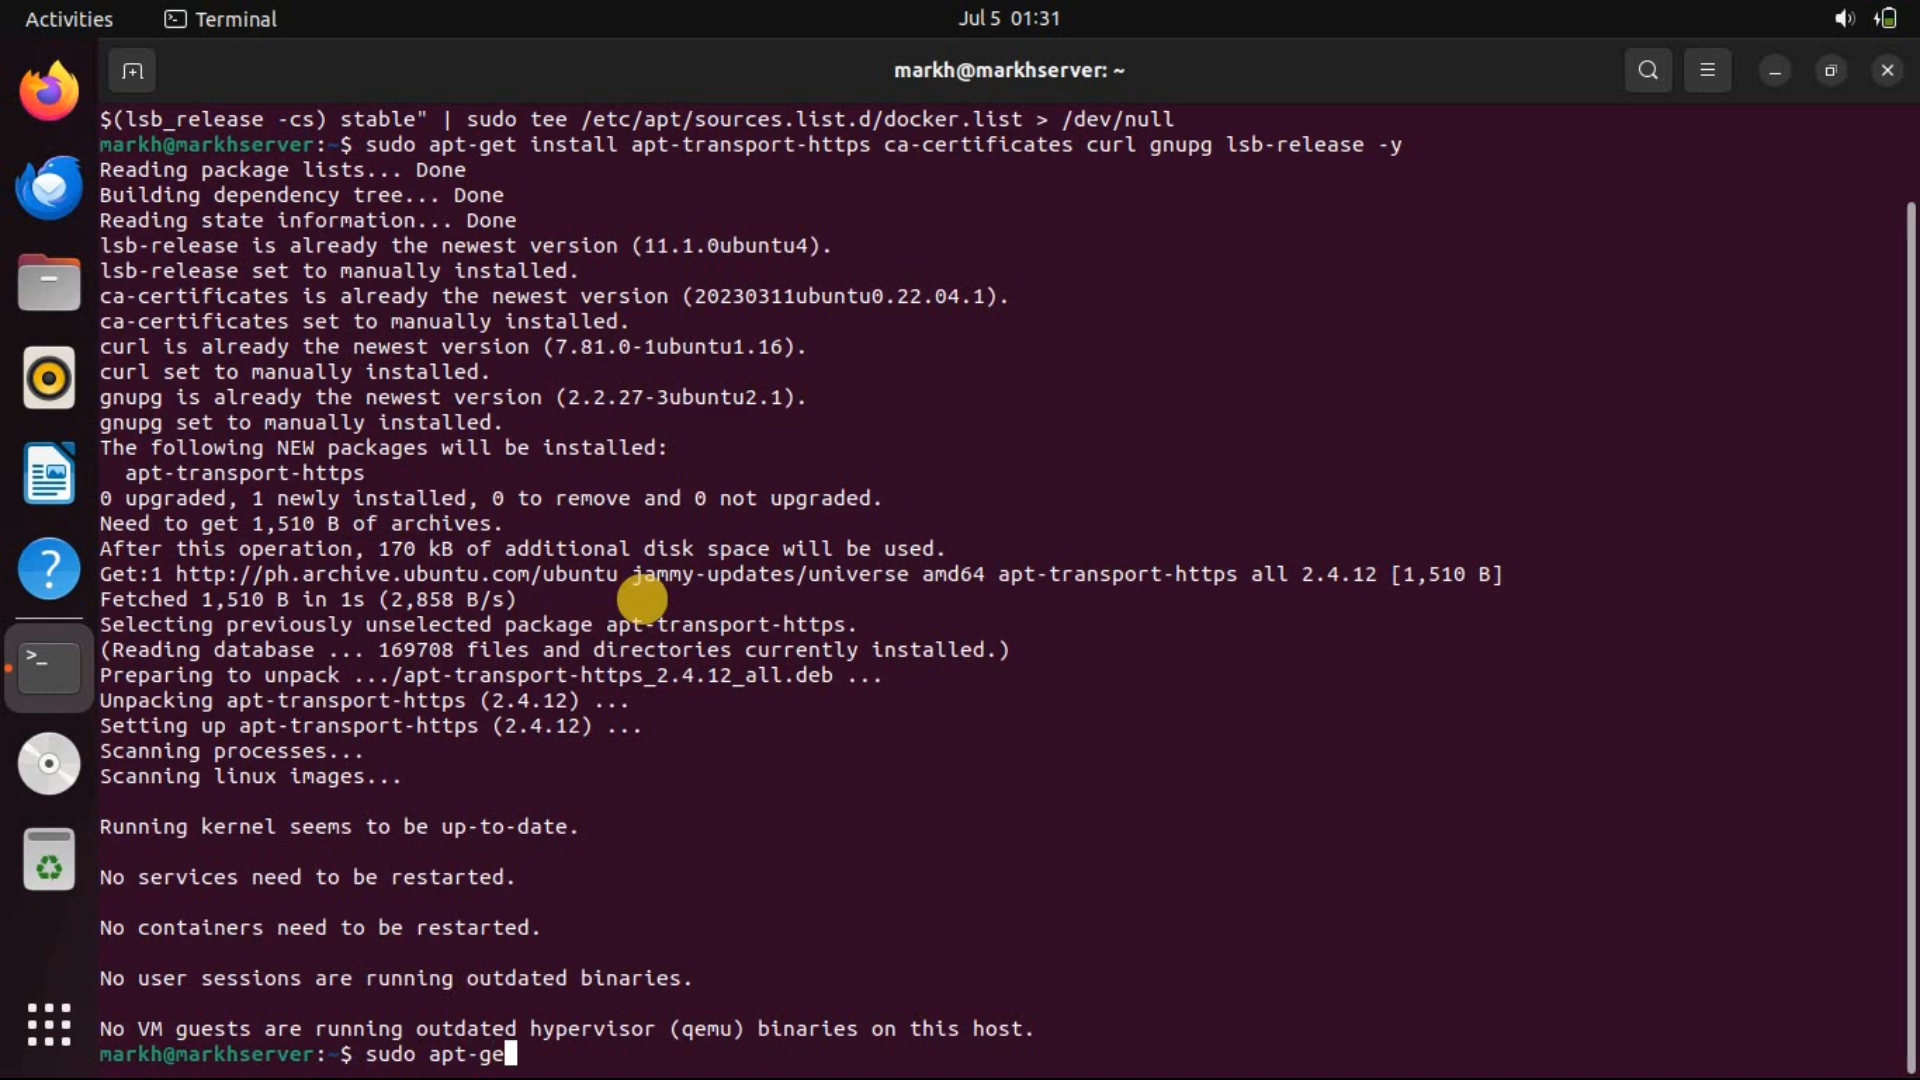 Activities
Terminal
Jul 5 01:31
markh@markhserver: ~
$(lsb_release -cs) stable" | sudo tee /etc/apt/sources.list.d/docker.list > /dev/null
markh@markhserver:~$ sudo apt-get install apt-transport-https ca-certificates curl gnupg lsb-release -y
Reading package lists... Done
Building dependency tree... Done
Reading state information... Done
lsb-release is already the newest version (11.1.0ubuntu4).
lsb-release set to manually installed.
ca-certificates is already the newest version (20230311ubuntu0.22.04.1).
ca-certificates set to manually installed.
curl is already the newest version (7.81.0-1ubuntu1.16).
curl set to manually installed.
gnupg is already the newest version (2.2.27-3ubuntu2.1).
gnupg set to manually installed.
The following NEW packages will be installed:
  apt-transport-https
0 upgraded, 1 newly installed, 0 to remove and 0 not upgraded.
Need to get 1,510 B of archives.
After this operation, 170 kB of additional disk space will be used.
Get:1 http://ph.archive.ubuntu.com/ubuntu jammy-updates/universe amd64 apt-transport-https all 2.4.12 [1,510 B]
Fetched 1,510 B in 1s (2,858 B/s)
Selecting previously unselected package apt-transport-https.
(Reading database ... 169708 files and directories currently installed.)
Preparing to unpack .../apt-transport-https_2.4.12_all.deb ...
Unpacking apt-transport-https (2.4.12) ...
Setting up apt-transport-https (2.4.12) ...
Scanning processes...
Scanning linux images...
Running kernel seems to be up-to-date.
No services need to be restarted.
No containers need to be restarted.
No user sessions are running outdated binaries.
No VM guests are running outdated hypervisor (qemu) binaries on this host.
markh@markhserver:~$ sudo apt-ge